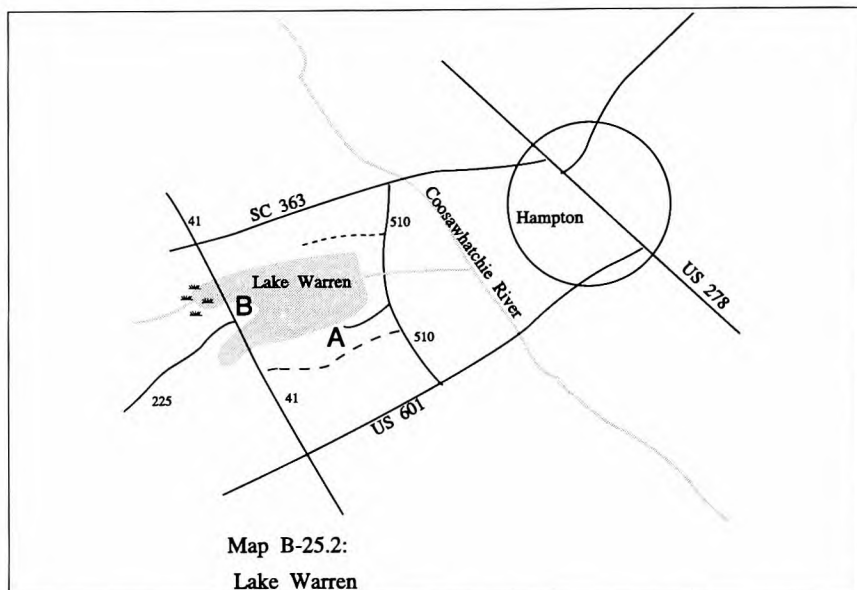 41
SC 363
510
Coosawhatchie River
Hampton
US 278
Lake Warren
B
A
510
225
41
US 601
Map B-25.2:
Lake Warren